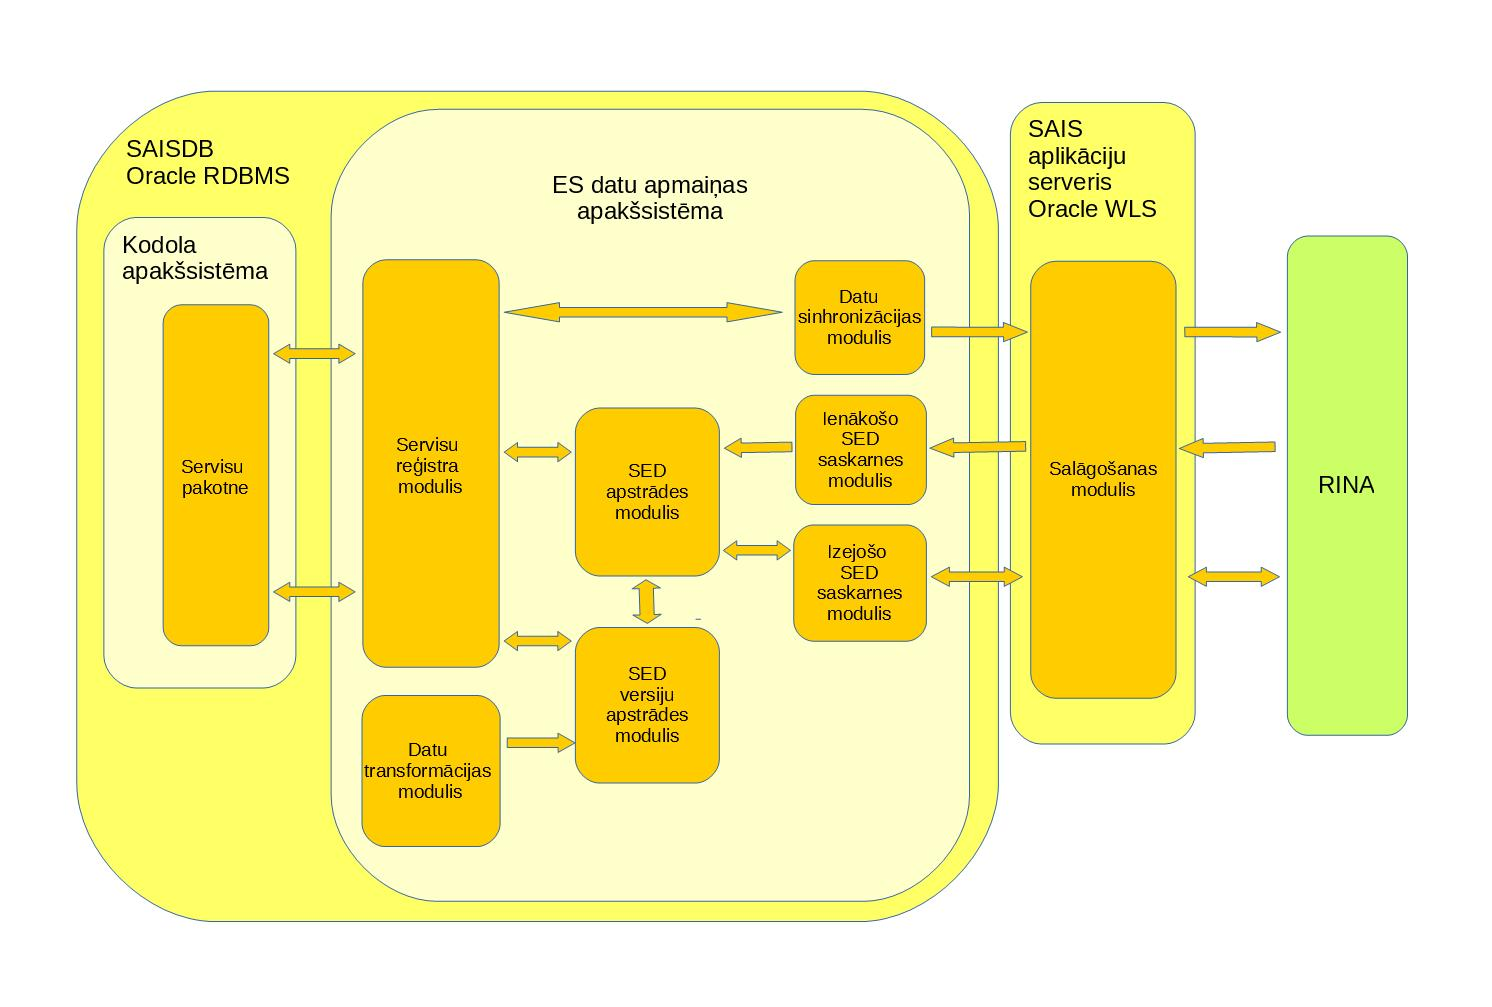 SAISDB
Oracle RDBMS
Kodola
apakšsistēma
Servisu
pakotne
ES datu apmaiņas
apakšsistēma
Servisu
reģistra
modulis
Datu
transformācijas
modulis
SED
apstrādes
modulis
SED
versiju
apstrādes
modulis
Datu
sinhronizācijas
modulis
Ienākošo
SED
saskarnes
modulis
Izejošo
SED
saskarnes
modulis
SAIS
aplikāciju
serveris
Oracle WLS
Salāgošanas
modulis
RINA